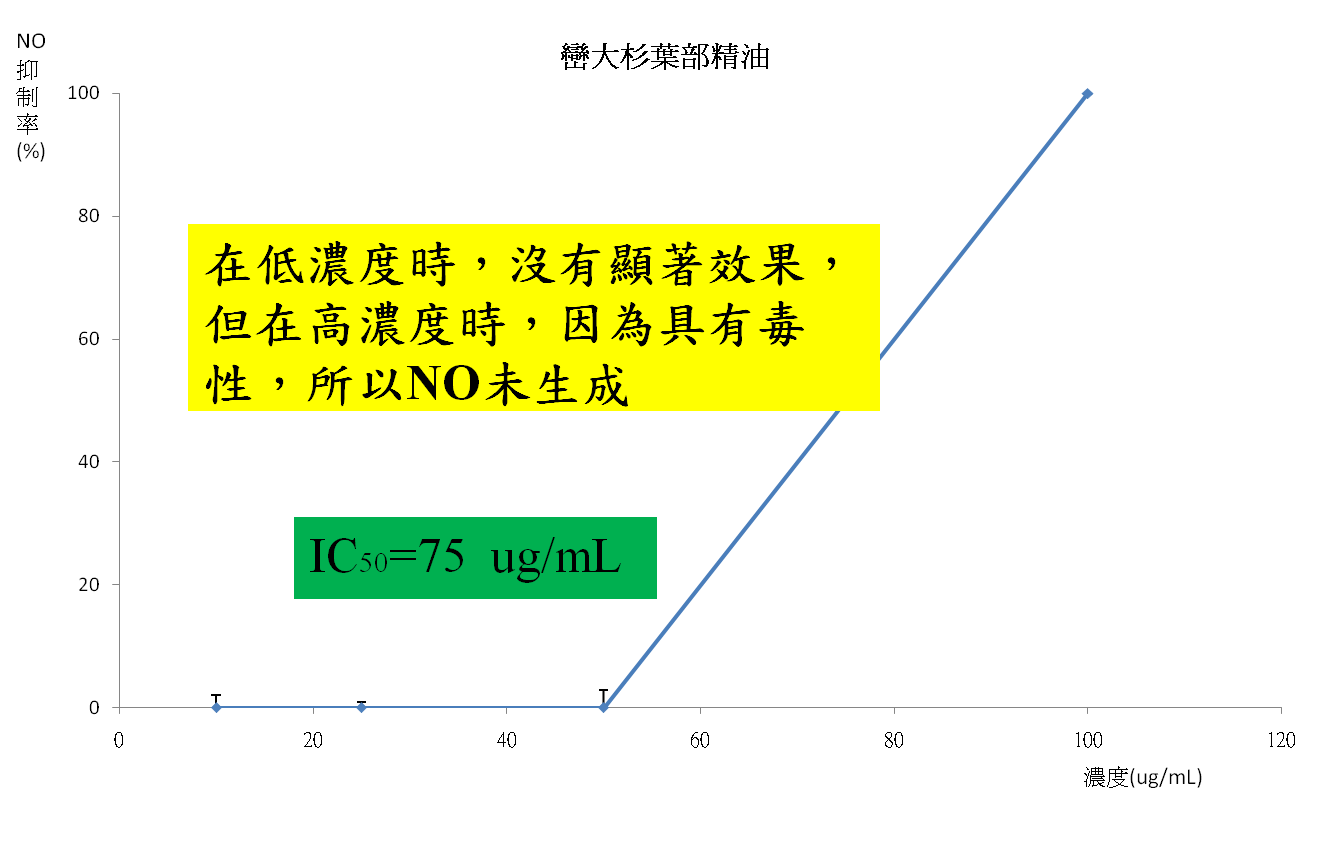 NO
抑
制
率
(%)
巒大杉葉部精油
100
80
60
40
20
0
在低濃度時，沒有顯著效果，
但在高濃度時，因為具有毒
性，所以NO未生成
IC50=75 ug/mL
0 20 40 60 80 100 120
濃度(ug/mL)